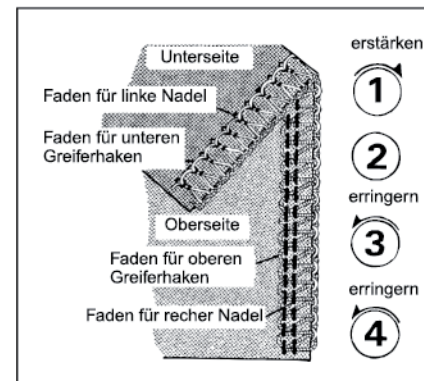 Unterseite
Faden für linke Nadel
Faden für unteren
Greiferhaken
Oberseite
Faden für oberen
Greiferhaken
Faden für recher Nadel
erstärken
1
2
erringern
3
erringern
4